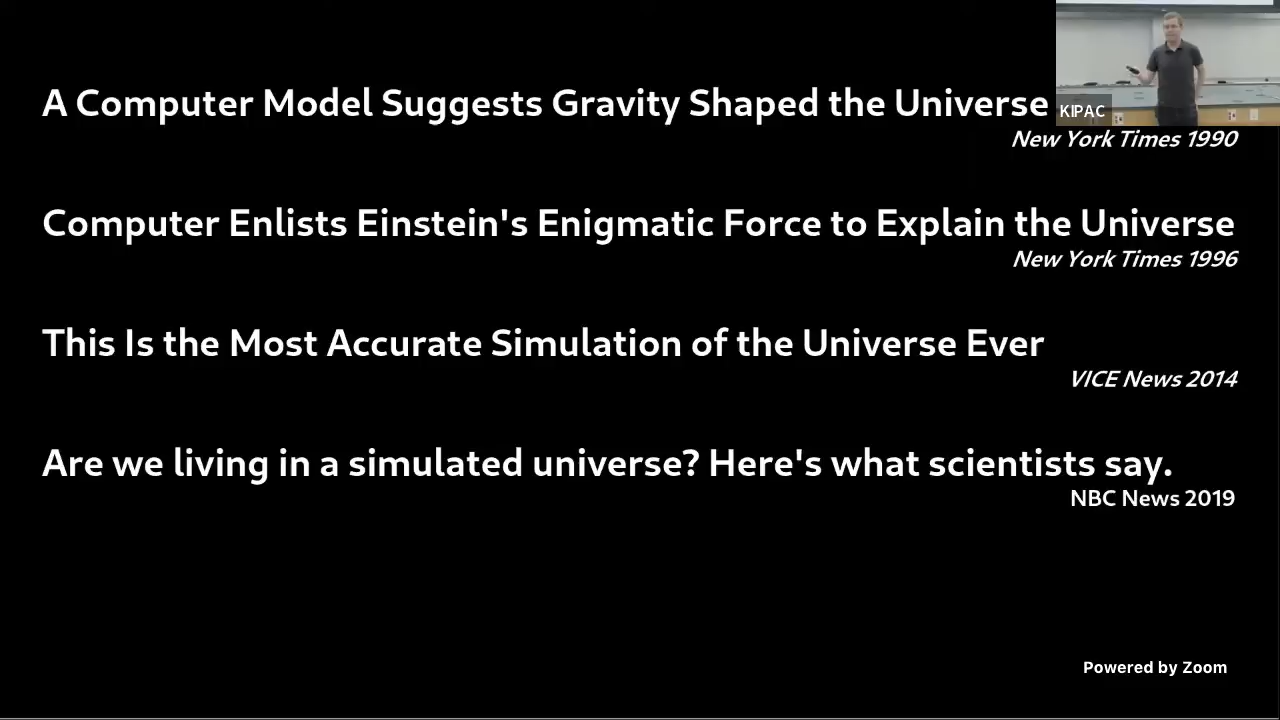 A Computer Model Suggests Gravity Shaped the Universe
KIPAC
New York Times 1990
Computer Enlists Einstein's Enigmatic Force to Explain the Universe
New York Times 1996
This Is the Most Accurate Simulation of the Universe Ever
VICE News 2014
Are we living in a simulated universe? Here's what scientists say.
NBC News 2019
Powered by Zoom